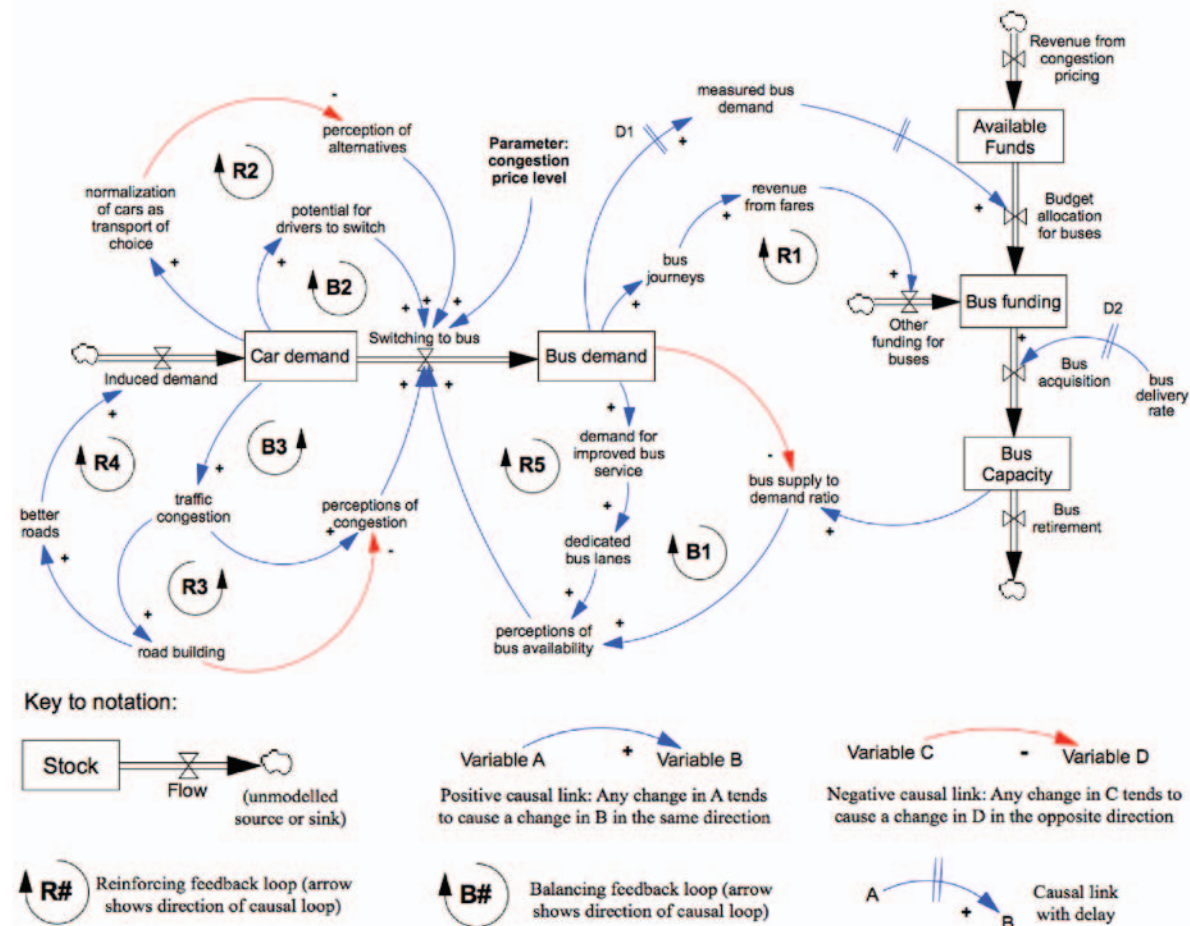 Revenue from
congestion
pricing
measured bus
demand
-
D1
+
perception of
alternatives
Parameter:
congestion
price level
Available
Funds
R2
normalization
of cars as
transport of
choice
potential for
drivers to switch
revenue
from fares
+
Budget
allocation
for buses
+
+
+
R1
bus
journeys
B2
+
+
+
+
+
Switching to bus
Bus funding
D2
Car demand
Bus demand
Other
funding for
buses
+
Bus
acquisition
bus
delivery
rate
Induced demand
+
+
+
+
B3
demand for
improved bus
service
R4
+
R5
-
bus supply to
demand ratio
Bus
Capacity
traffic
congestion
perceptions of
congestion
+
better
roads
+
-
dedicated
bus lanes
+
Bus
retirement
+
B1
R3
+
+
+
perceptions of
bus availability
road building
Key to notation:
Stock
Flow
(unmodelled
source or sink)
Variable A
+
Variable B
Positive causal link: Any change in A tends
to cause a change in B in the same direction
Variable C
-
Variable D
Negative causal link: Any change in C tends to
cause a change in D in the opposite direction
R#
Reinforcing feedback loop (arrow
shows direction of causal loop)
B#
Balancing feedback loop (arrow
shows direction of causal loop)
A
+
B
Causal link
with delay